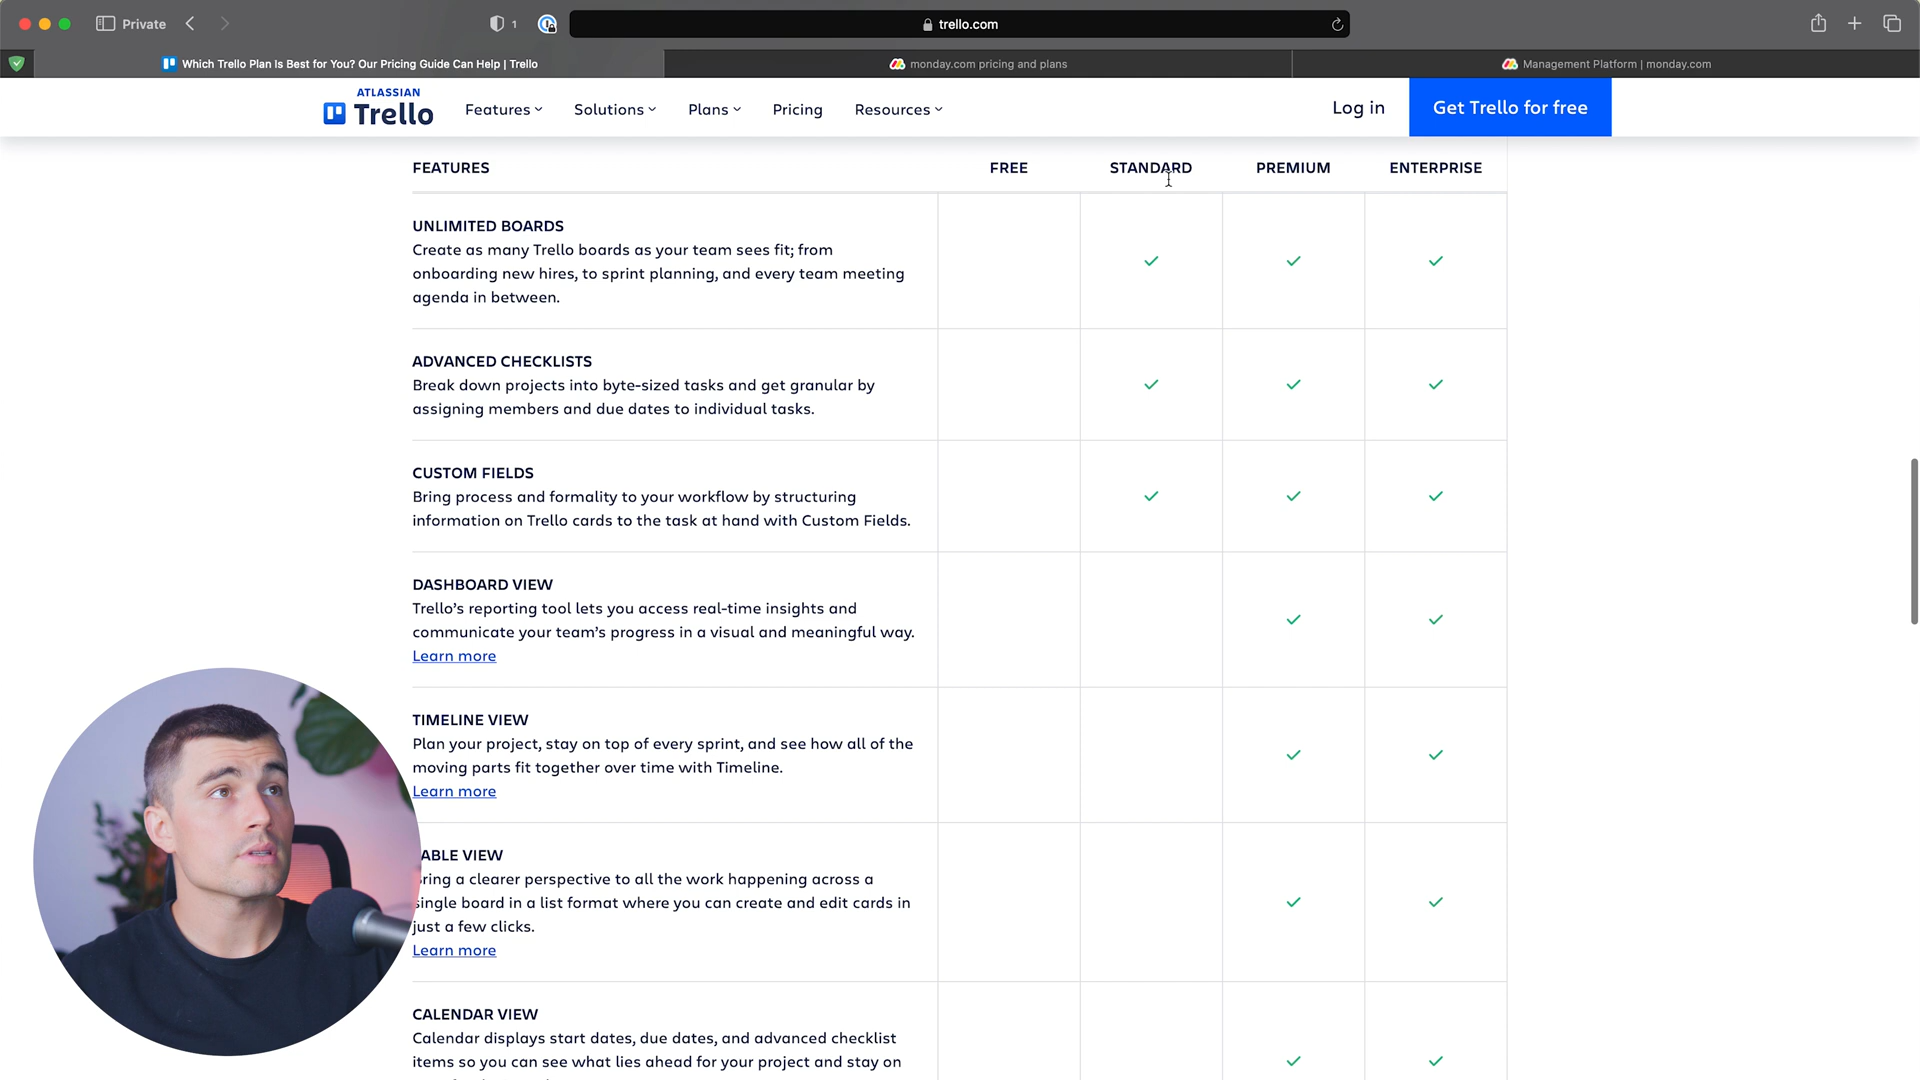 Private
1
trello.com
Which Trello Plan Is Best for You? Our Pricing Guide Can Help | Trello
monday.com pricing and plans
Management Platform | monday.com
ATLASSIAN
Trello
Features
Solutions
Plans
Pricing
Resources
Log in
Get Trello for free
FEATURES
FREE
STANDARD
PREMIUM
ENTERPRISE
UNLIMITED BOARDS
Create as many Trello boards as your team sees fit; from
onboarding new hires, to sprint planning, and every team meeting
agenda in between.
ADVANCED CHECKLISTS
Break down projects into byte-sized tasks and get granular by
assigning members and due dates to individual tasks.
CUSTOM FIELDS
Bring process and formality to your workflow by structuring
information on Trello cards to the task at hand with Custom Fields.
DASHBOARD VIEW
Trello's reporting tool lets you access real-time insights and
communicate your team's progress in a visual and meaningful way.
Learn more
TIMELINE VIEW
Plan your project, stay on top of every sprint, and see how all of the
moving parts fit together over time with Timeline.
Learn more
ABLE VIEW
ring a clearer perspective to all the work happening across a
single board in a list format where you can create and edit cards in
just a few clicks.
Learn more
CALENDAR VIEW
Calendar displays start dates, due dates, and advanced checklist
items so you can see what lies ahead for your project and stay on